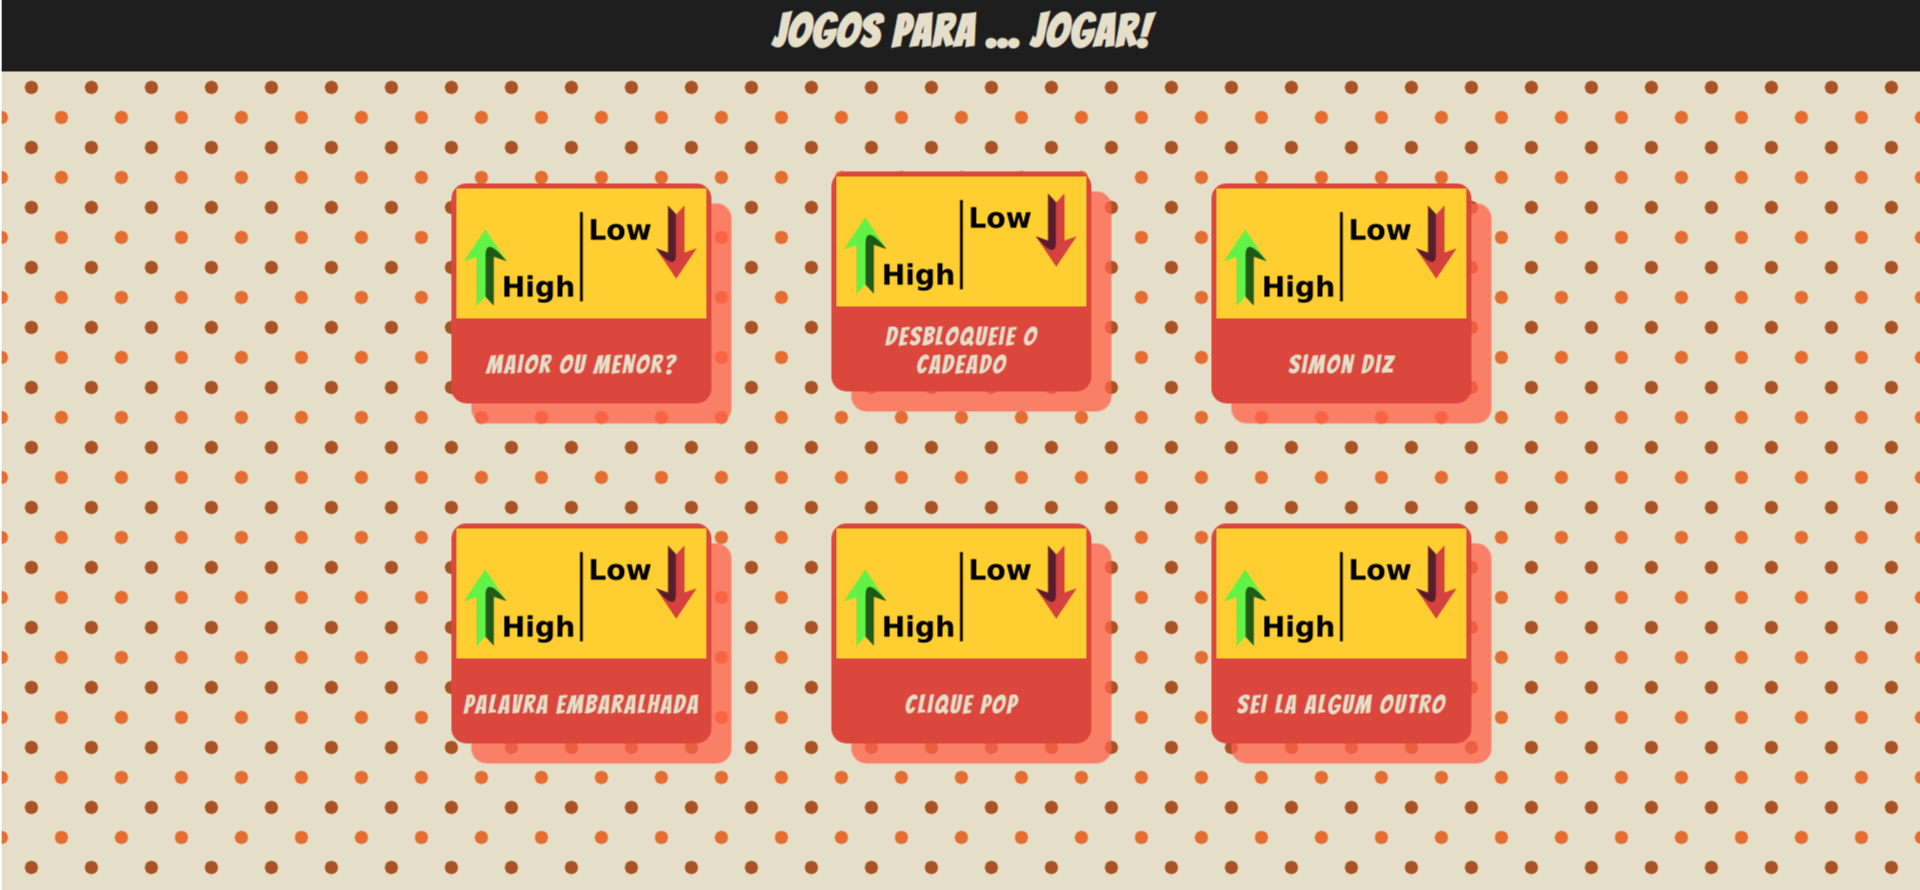 JOGOS PARA ... JOGAR!
Low
High
MAIOR OU MENOR?
Low
High
DESBLOQUEIE O
CADEADO
Low
High
SIMON DIZ
Low
High
PALAVRA EMBARALHADA
Low
High
CLIQUE POP
Low
High
SEI LA ALGUM OUTRO